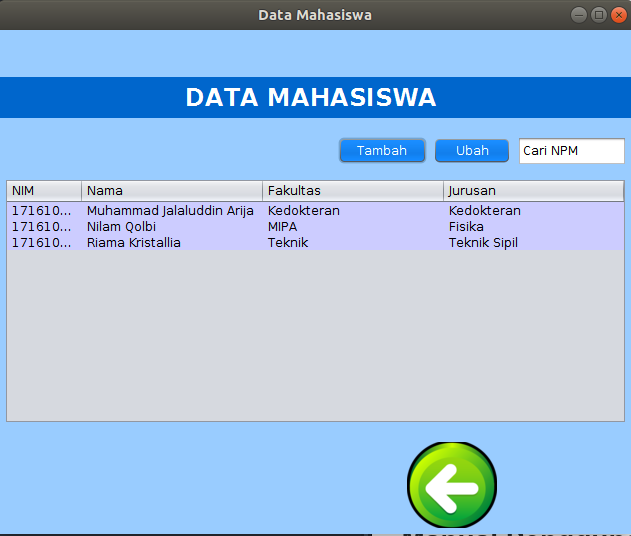 Data Mahasiswa
DATA MAHASISWA
Tambah Ubah Cari NPM
NIM Nama Fakultas Jurusan
171610... Muhammad Jalaluddin Arija Kedokteran Kedokteran
171610... Nilam Qolbi MIPA Fisika
171610... Riama Kristallia Teknik Teknik Sipil